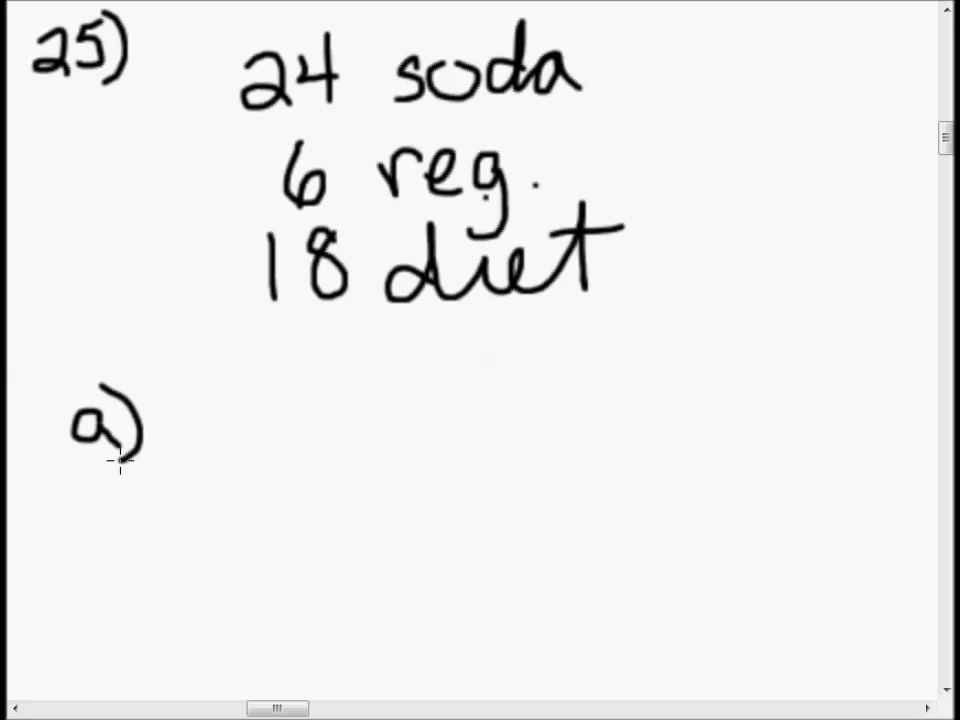 25) 24 soda
6 reg.
18 diet
a)